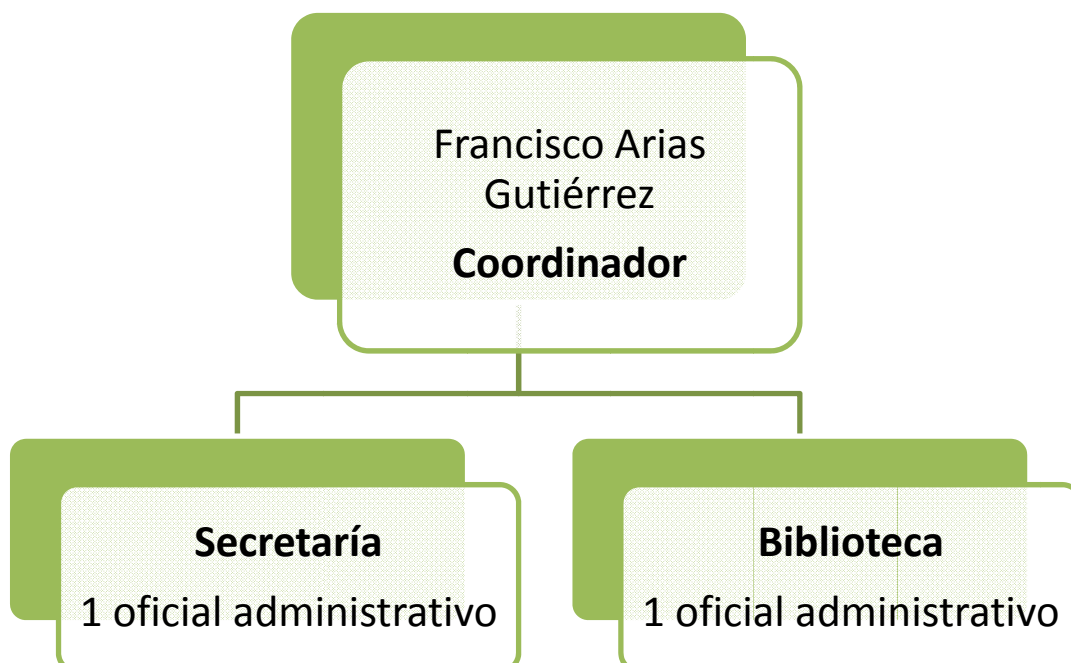 Francisco Arias
Gutiérrez
Coordinador
Secretaría
1 oficial administrativo
Biblioteca
1 oficial administrativo